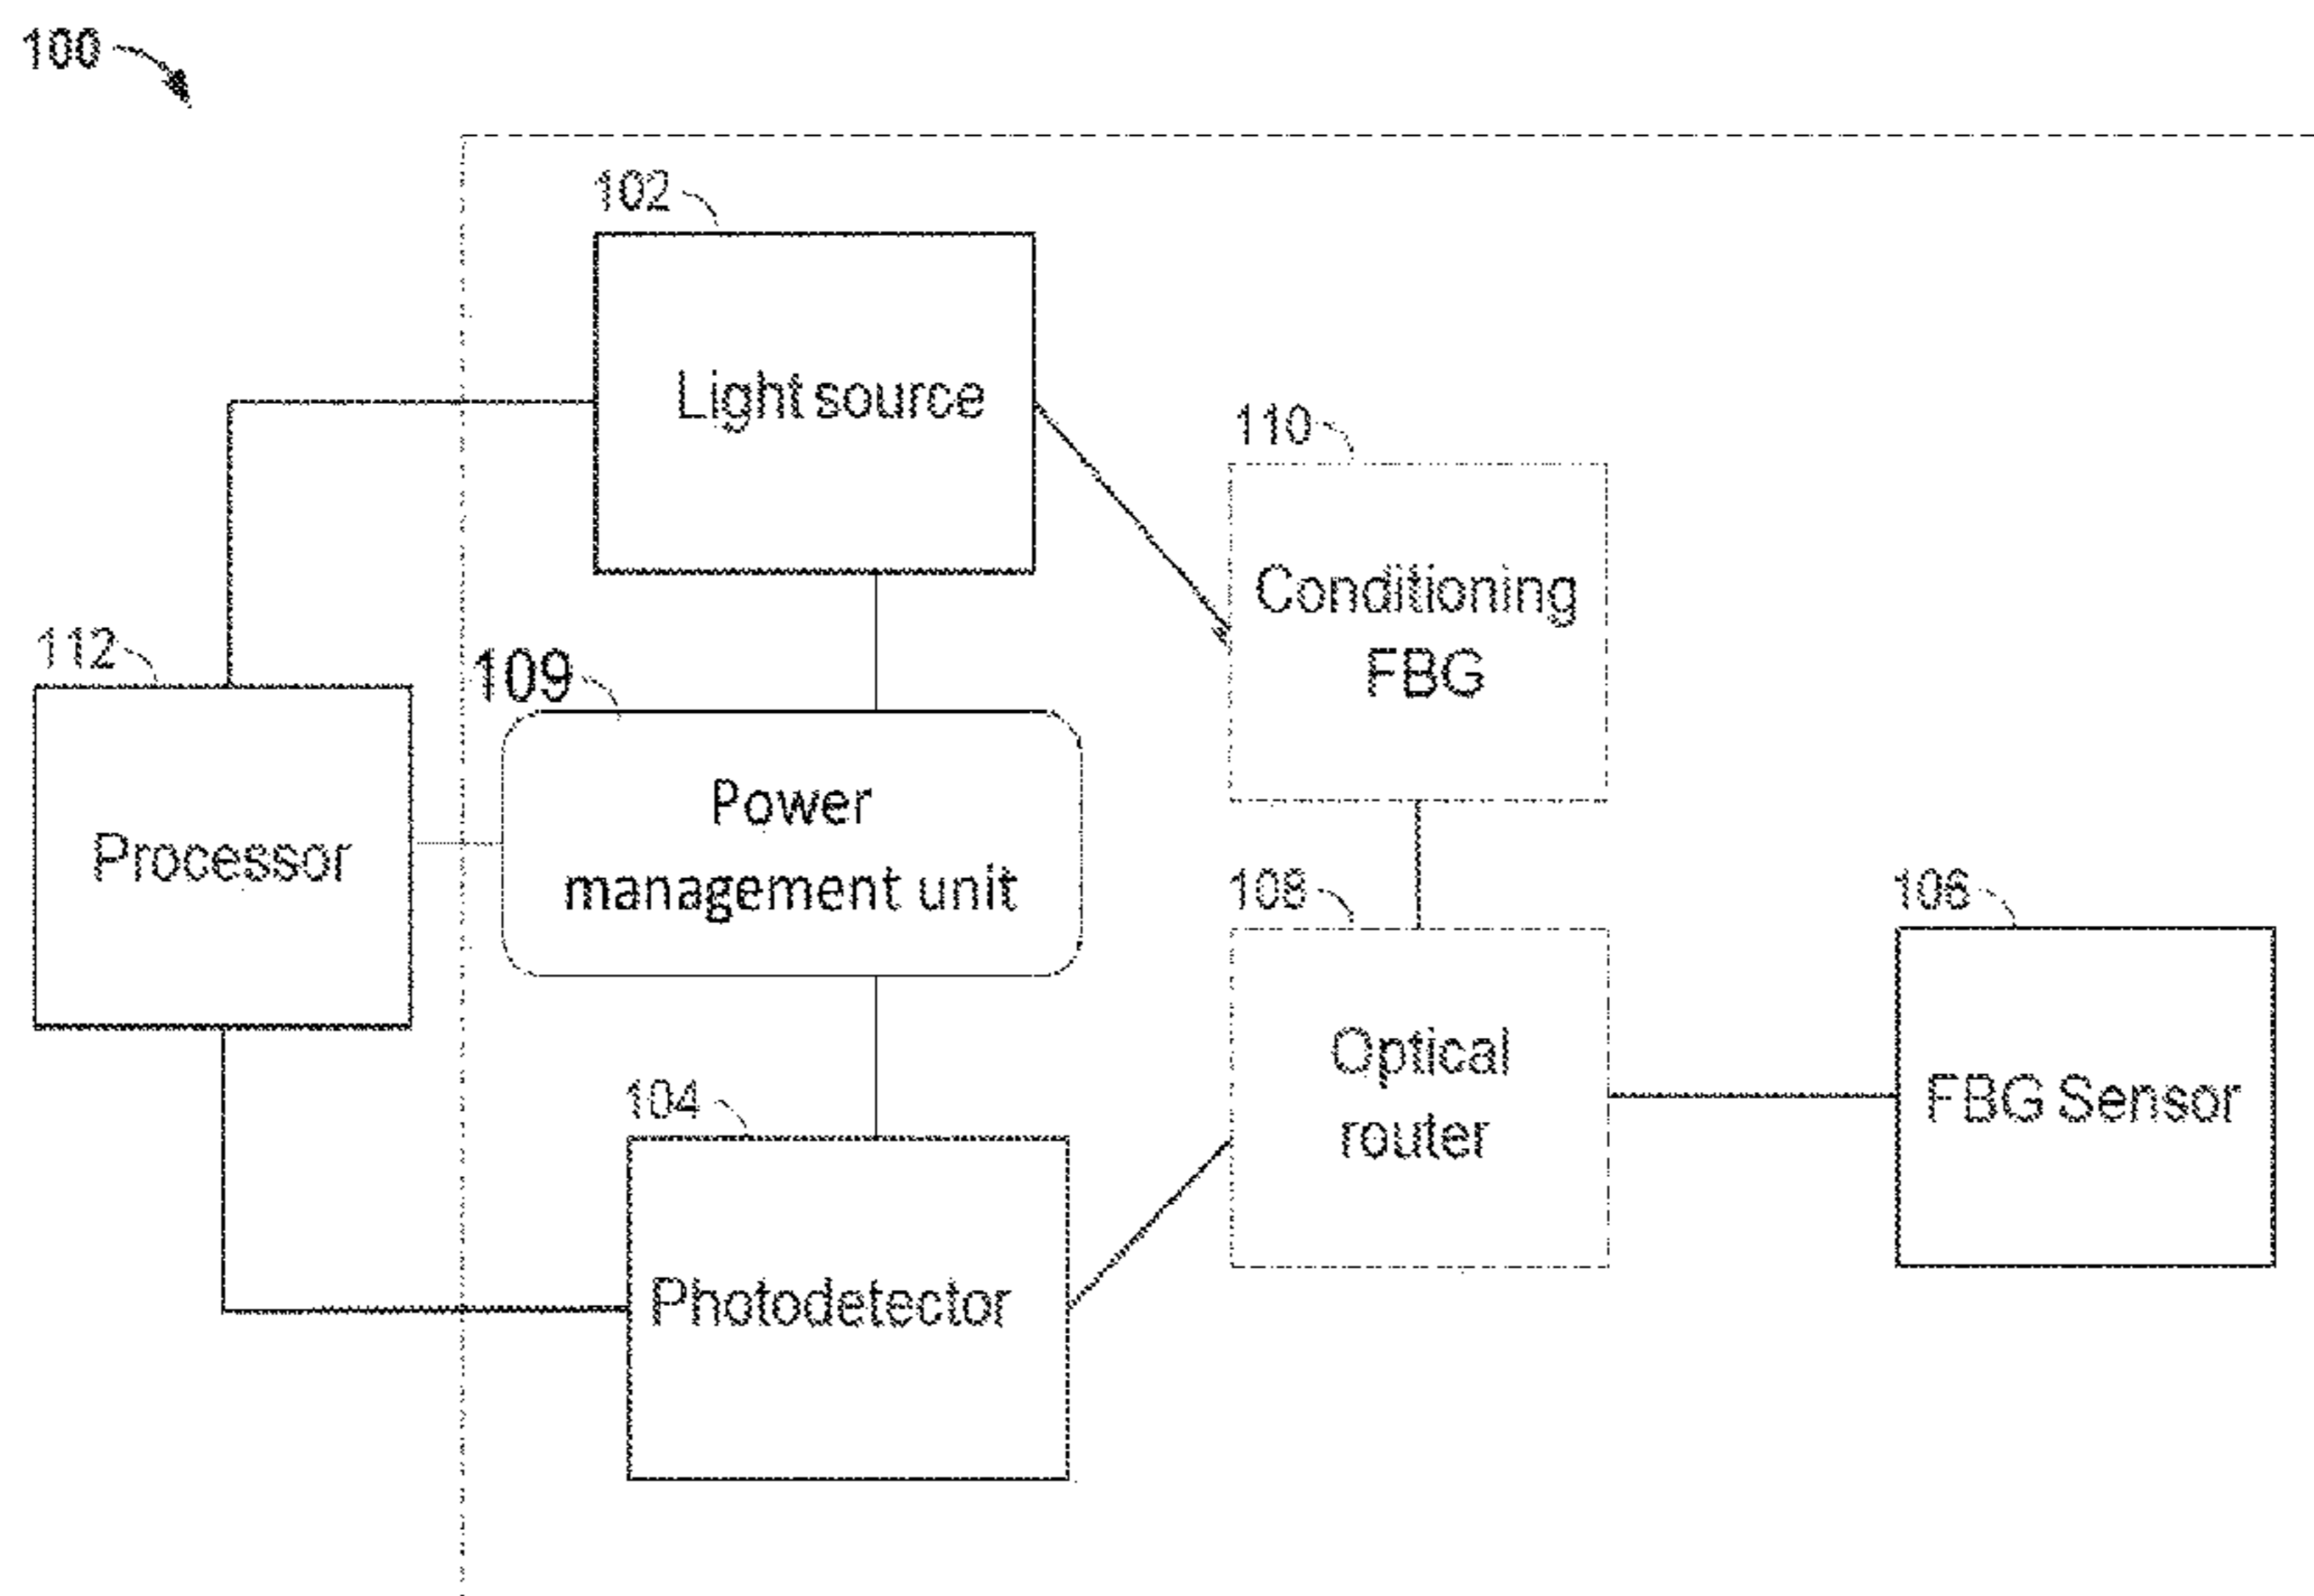 100
102
Light source
110
Conditioning
FBG
112
109
Processor
Power
management unit
108
106
Optical
router
FBG Sensor
104
Photodetector